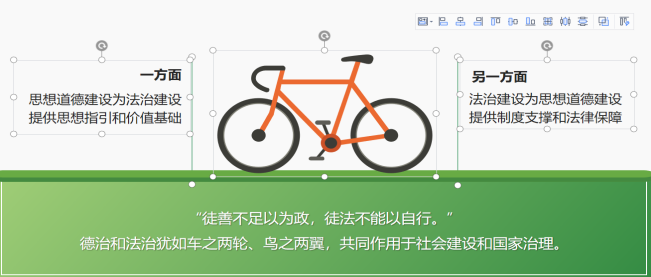 一方面
思想道德建设为法治建设
提供思想指引和价值基础
另一方面
法治建设为思想道德建设
提供制度支撑和法律保障
“徒善不足以为政，徒法不能以自行。”
德治和法治犹如车之两轮、鸟之两翼，共同作用于社会建设和国家治理。